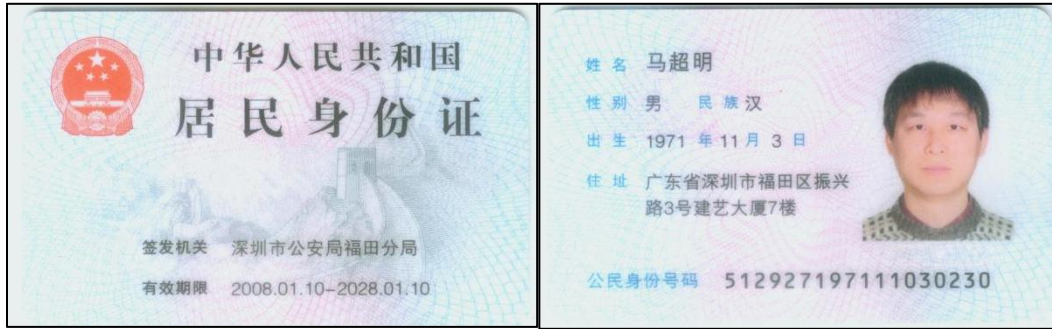 中华人民共和国
居民身份证
签发机关 深圳市公安局福田分局
有效期限 2008.01.10-2028.01.10
姓名 马超明
性别 男 民族 汉
出生 1971 年 11 月 3 日
住址 广东省深圳市福田区振兴
路3号建艺大厦7楼
公民身份号码 512927197111030230